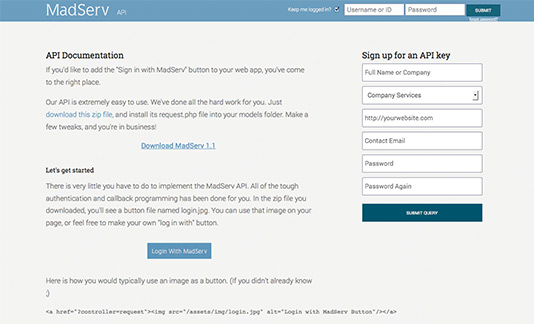 MadServ API
Keep me logged in?
Username or ID
Password
SUBMIT
forgot password?
API Documentation
If you'd like to add the "Sign in with MadServ" button to your web app, you've come
to the right place.
Our API is extremely easy to use. We've done all the hard work for you. Just
download this zip file, and install its request.php file into your models folder. Make a
few tweaks, and you're in business!
Download MadServ 1.1
Let's get started
There is very little you have to do to implement the MadServ API. All of the tough
authentication and callback programming has been done for you. In the zip file you
downloaded, you'll see a button file named login.jpg. You can use that image on your
page, or feel free to make your own "log in with" button.
Login With MadServ
Here is how you would typically use an image as a button. (If you didn't already know
;)
<a href="?controller=request"><img src="/assets/img/login.jpg" alt="Login with MadServ Button"/></a>
Sign up for an API key
Full Name or Company
Company Services
http://yourwebsite.com
Contact Email
Password
Password Again
SUBMIT QUERY